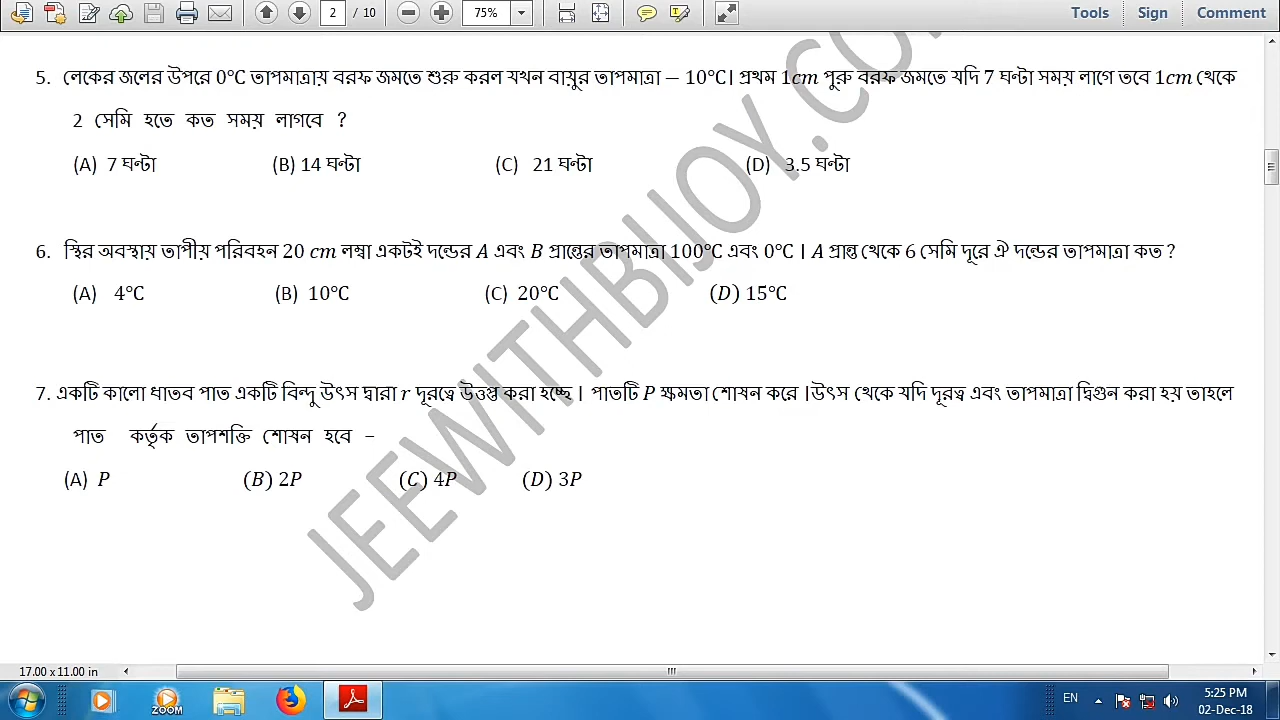 2 / 10 75% Tools Sign Comment
5. লেকের জলের উপরে 0°C তাপমাত্রায় বরফ জমতে শুরু করল যখন বায়ুর তাপমাত্রা − 10°C। প্রথম 1cm পুরু বরফ জমতে যদি 7 ঘন্টা সময় লাগে তবে 1cm থেকে
2 সেমি হতে কত সময় লাগবে ?
(A) 7 ঘন্টা (B) 14 ঘন্টা (C) 21 ঘন্টা (D) 3.5 ঘন্টা
6. স্থির অবস্থায় তাপীয় পরিবহন 20 cm লম্বা একটই দন্ডের A এবং B প্রান্তের তাপমাত্রা 100°C এবং 0°C । A প্রান্ত থেকে 6 সেমি দূরে ঐ দন্ডের তাপমাত্রা কত ?
(A) 4°C (B) 10°C (C) 20°C (D) 15°C
7. একটি কালো ধাতব পাত একটি বিন্দু উৎস দ্বারা r দূরত্বে উত্তপ্ত করা হচ্ছে । পাতটি P ক্ষমতা শোষন করে ।উৎস থেকে যদি দূরত্ব এবং তাপমাত্রা দ্বিগুন করা হয় তাহলে
পাত কর্তৃক তাপশক্তি শোষন হবে –
(A) P (B) 2P (C) 4P (D) 3P
JEEWITHBIJOY.CO
17.00 x 11.00 in
ZOOM
EN 5:25 PM
02-Dec-18